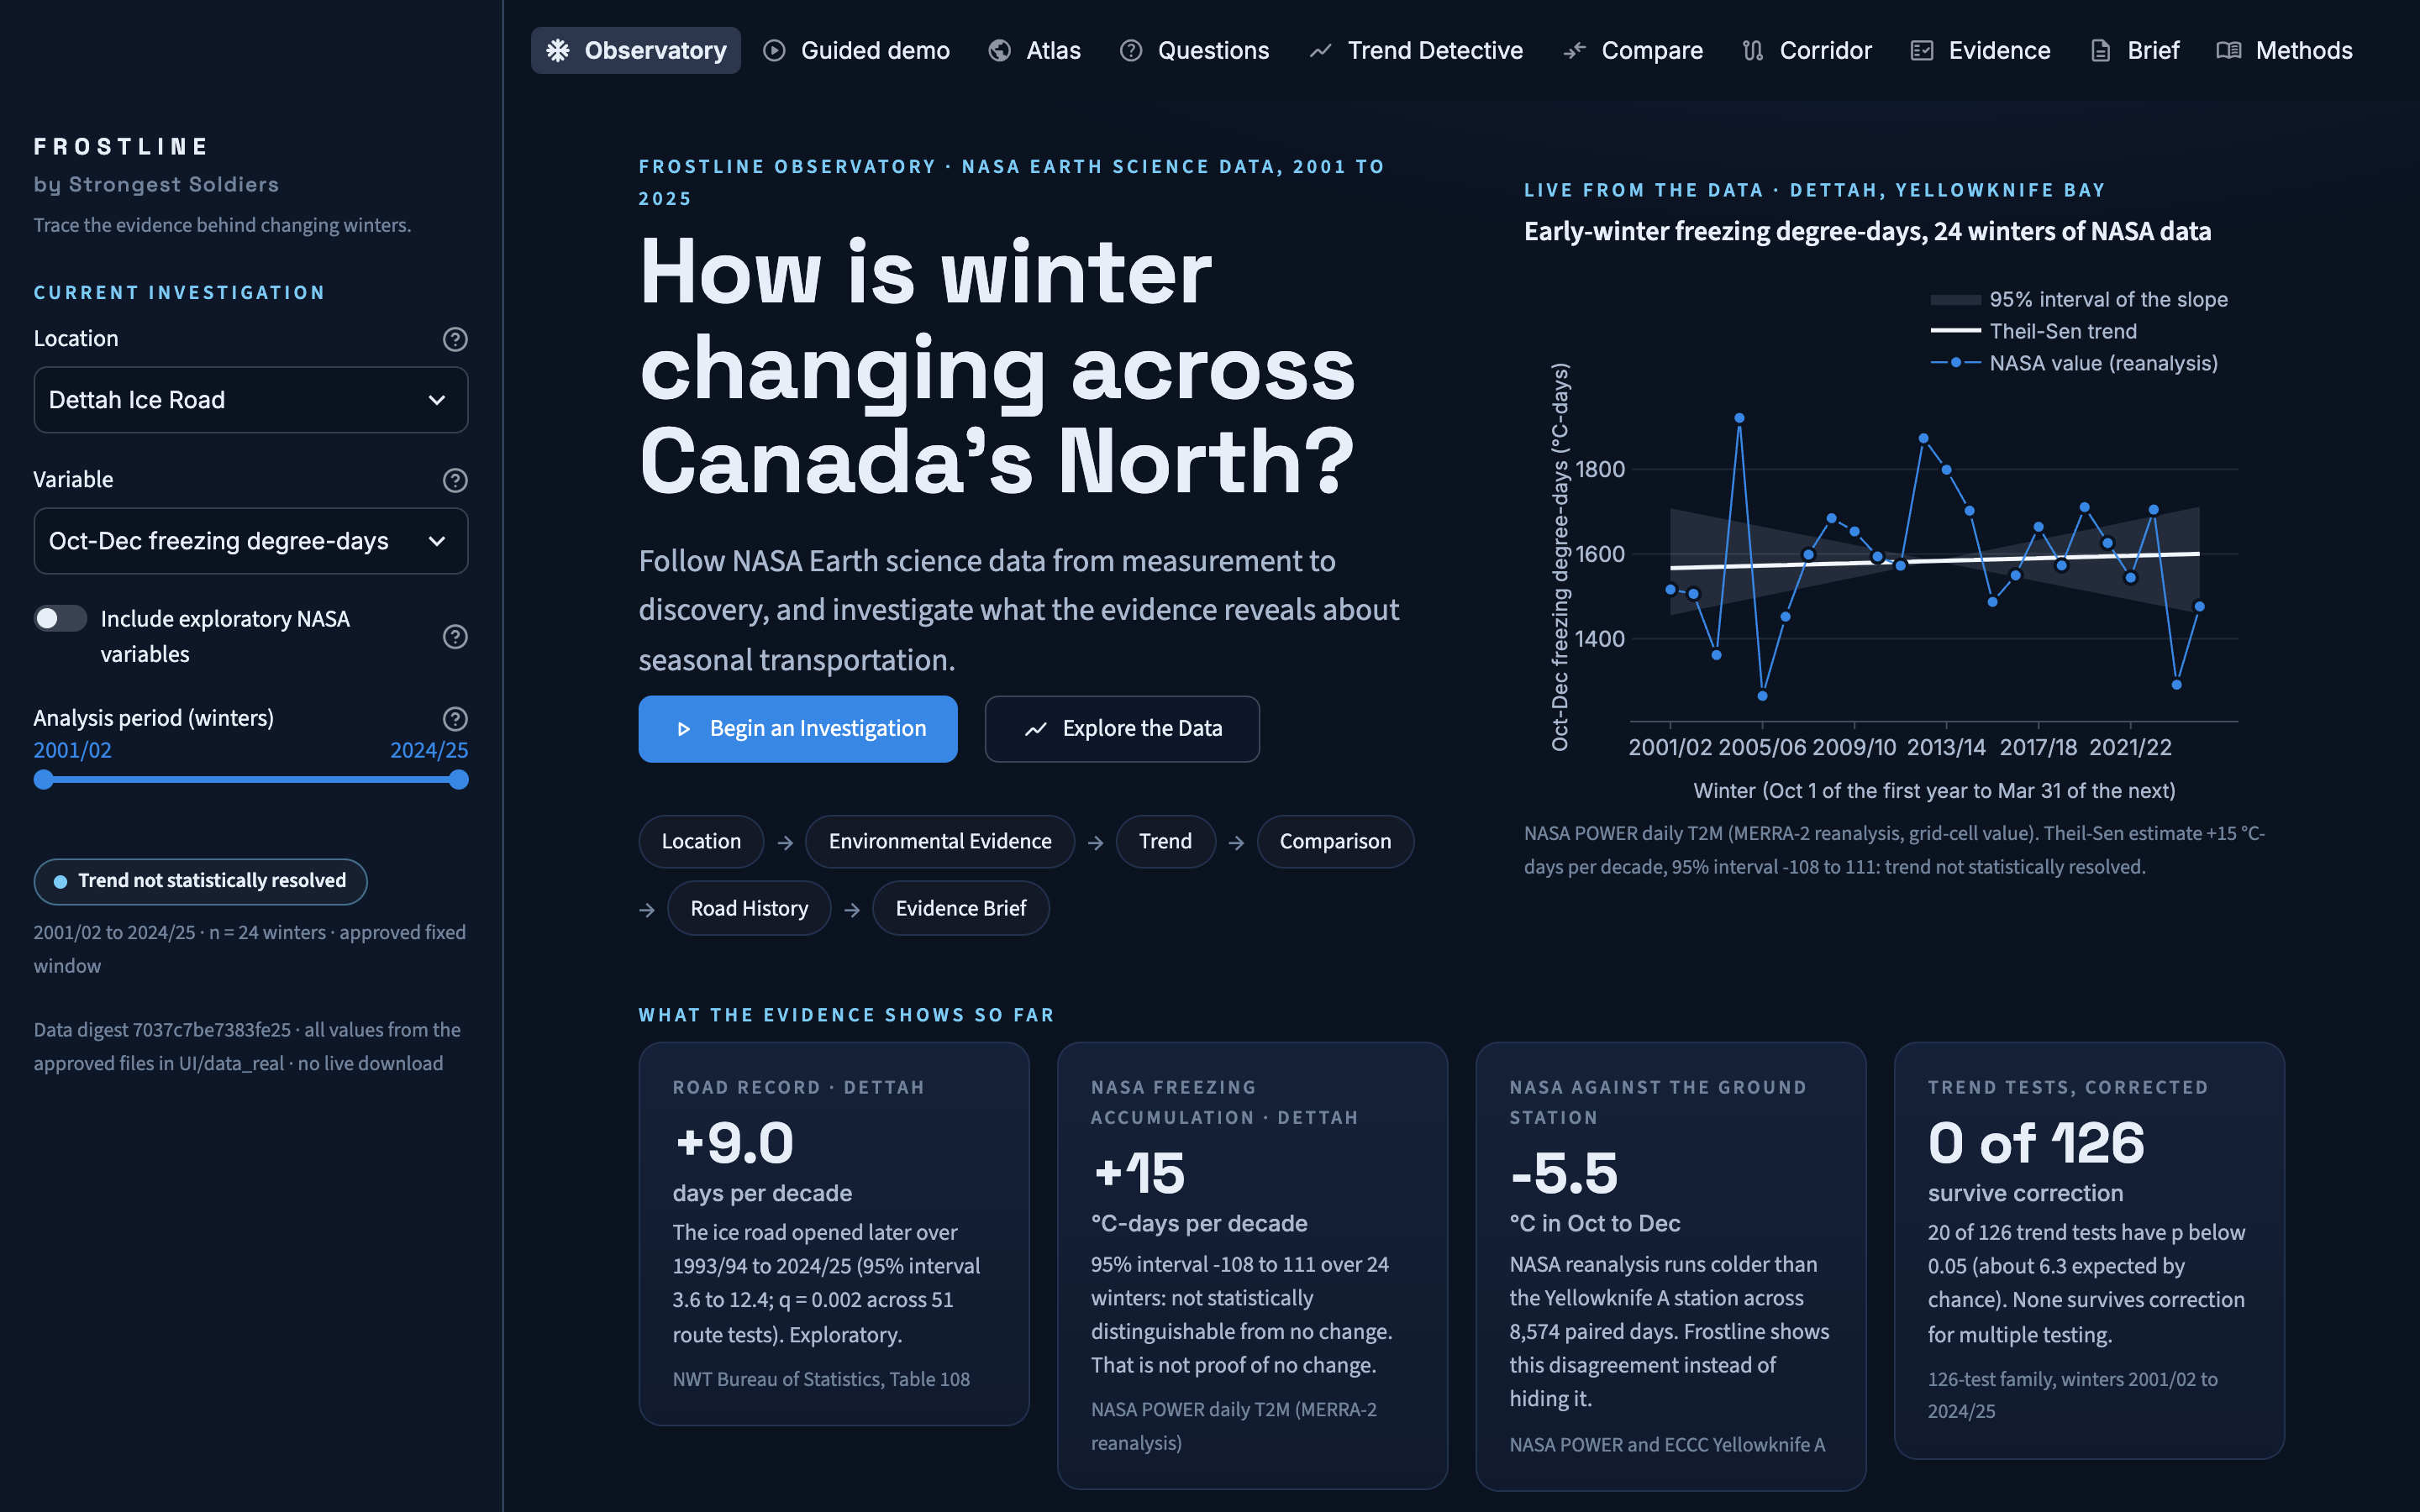 Observatory
Guided demo
Atlas
Questions
Trend Detective
Compare
Corridor
Evidence
Brief
Methods
FROSTLINE
by Strongest Soldiers
Trace the evidence behind changing winters.
CURRENT INVESTIGATION
Location
Dettah Ice Road
Variable
Oct-Dec freezing degree-days
Include exploratory NASA
variables
Analysis period (winters)
2001/02 2024/25
Trend not statistically resolved
2001/02 to 2024/25 · n = 24 winters · approved fixed
window
Data digest 7037c7be7383fe25 · all values from the
approved files in UI/data_real · no live download
FROSTLINE OBSERVATORY · NASA EARTH SCIENCE DATA, 2001 TO
2025
How is winter
changing across
Canada’s North?
Follow NASA Earth science data from measurement to
discovery, and investigate what the evidence reveals about
seasonal transportation.
Begin an Investigation
Explore the Data
Location → Environmental Evidence → Trend → Comparison
→ Road History → Evidence Brief
LIVE FROM THE DATA · DETTAH, YELLOWKNIFE BAY
Early-winter freezing degree-days, 24 winters of NASA data
95% interval of the slope
Theil-Sen trend
NASA value (reanalysis)
Oct-Dec freezing degree-days (°C-days)
1800
1600
1400
2001/02 2005/06 2009/10 2013/14 2017/18 2021/22
Winter (Oct 1 of the first year to Mar 31 of the next)
NASA POWER daily T2M (MERRA-2 reanalysis, grid-cell value). Theil-Sen estimate +15 °C-
days per decade, 95% interval -108 to 111: trend not statistically resolved.
WHAT THE EVIDENCE SHOWS SO FAR
ROAD RECORD · DETTAH
+9.0
days per decade
The ice road opened later over
1993/94 to 2024/25 (95% interval
3.6 to 12.4; q = 0.002 across 51
route tests). Exploratory.
NWT Bureau of Statistics, Table 108
NASA FREEZING
ACCUMULATION · DETTAH
+15
°C-days per decade
95% interval -108 to 111 over 24
winters: not statistically
distinguishable from no change.
That is not proof of no change.
NASA POWER daily T2M (MERRA-2
reanalysis)
NASA AGAINST THE GROUND
STATION
-5.5
°C in Oct to Dec
NASA reanalysis runs colder than
the Yellowknife A station across
8,574 paired days. Frostline shows
this disagreement instead of
hiding it.
NASA POWER and ECCC Yellowknife A
TREND TESTS, CORRECTED
0 of 126
survive correction
20 of 126 trend tests have p below
0.05 (about 6.3 expected by
chance). None survives correction
for multiple testing.
126-test family, winters 2001/02 to
2024/25